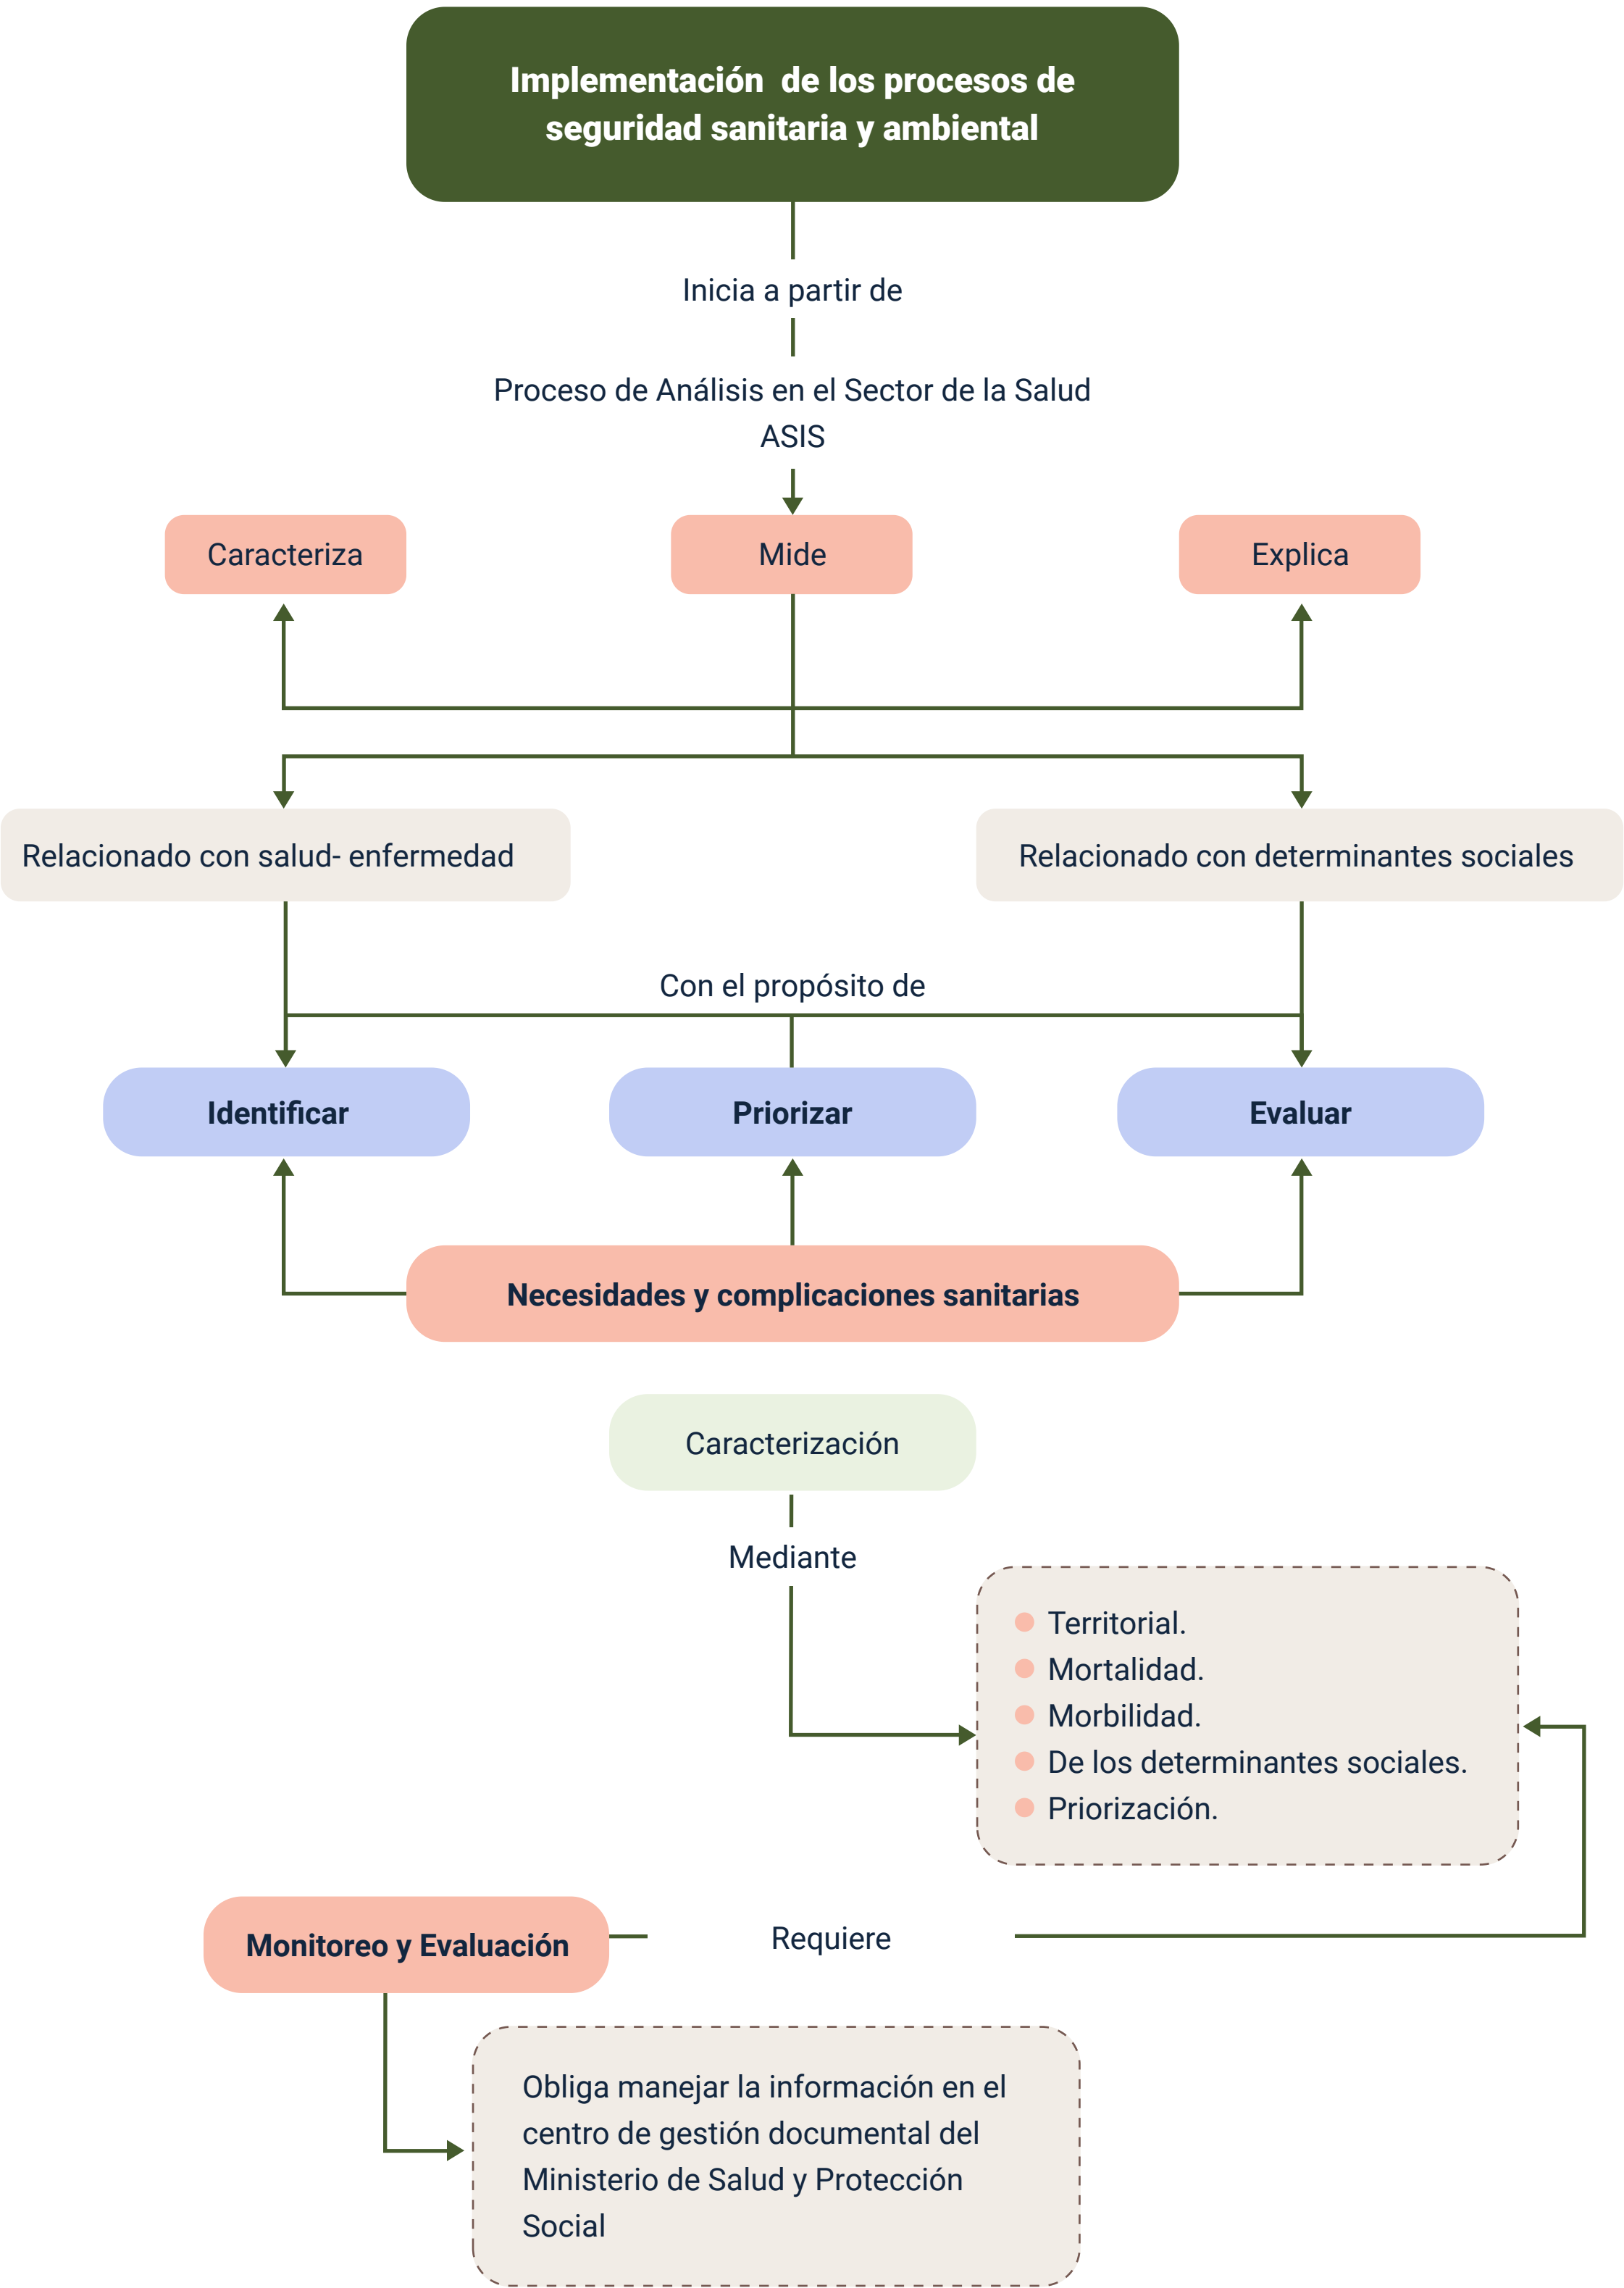 Implementación de los procesos de
seguridad sanitaria y ambiental
Inicia a partir de
Proceso de Análisis en el Sector de la Salud
ASIS
Caracteriza
Mide
Explica
Relacionado con salud- enfermedad
Relacionado con determinantes sociales
Con el propósito de
Identificar
Priorizar
Evaluar
Necesidades y complicaciones sanitarias
Caracterización
Mediante
Territorial.
Mortalidad.
Morbilidad.
De los determinantes sociales.
Priorización.
Monitoreo y Evaluación
Requiere
Obliga manejar la información en el
centro de gestión documental del
Ministerio de Salud y Protección
Social